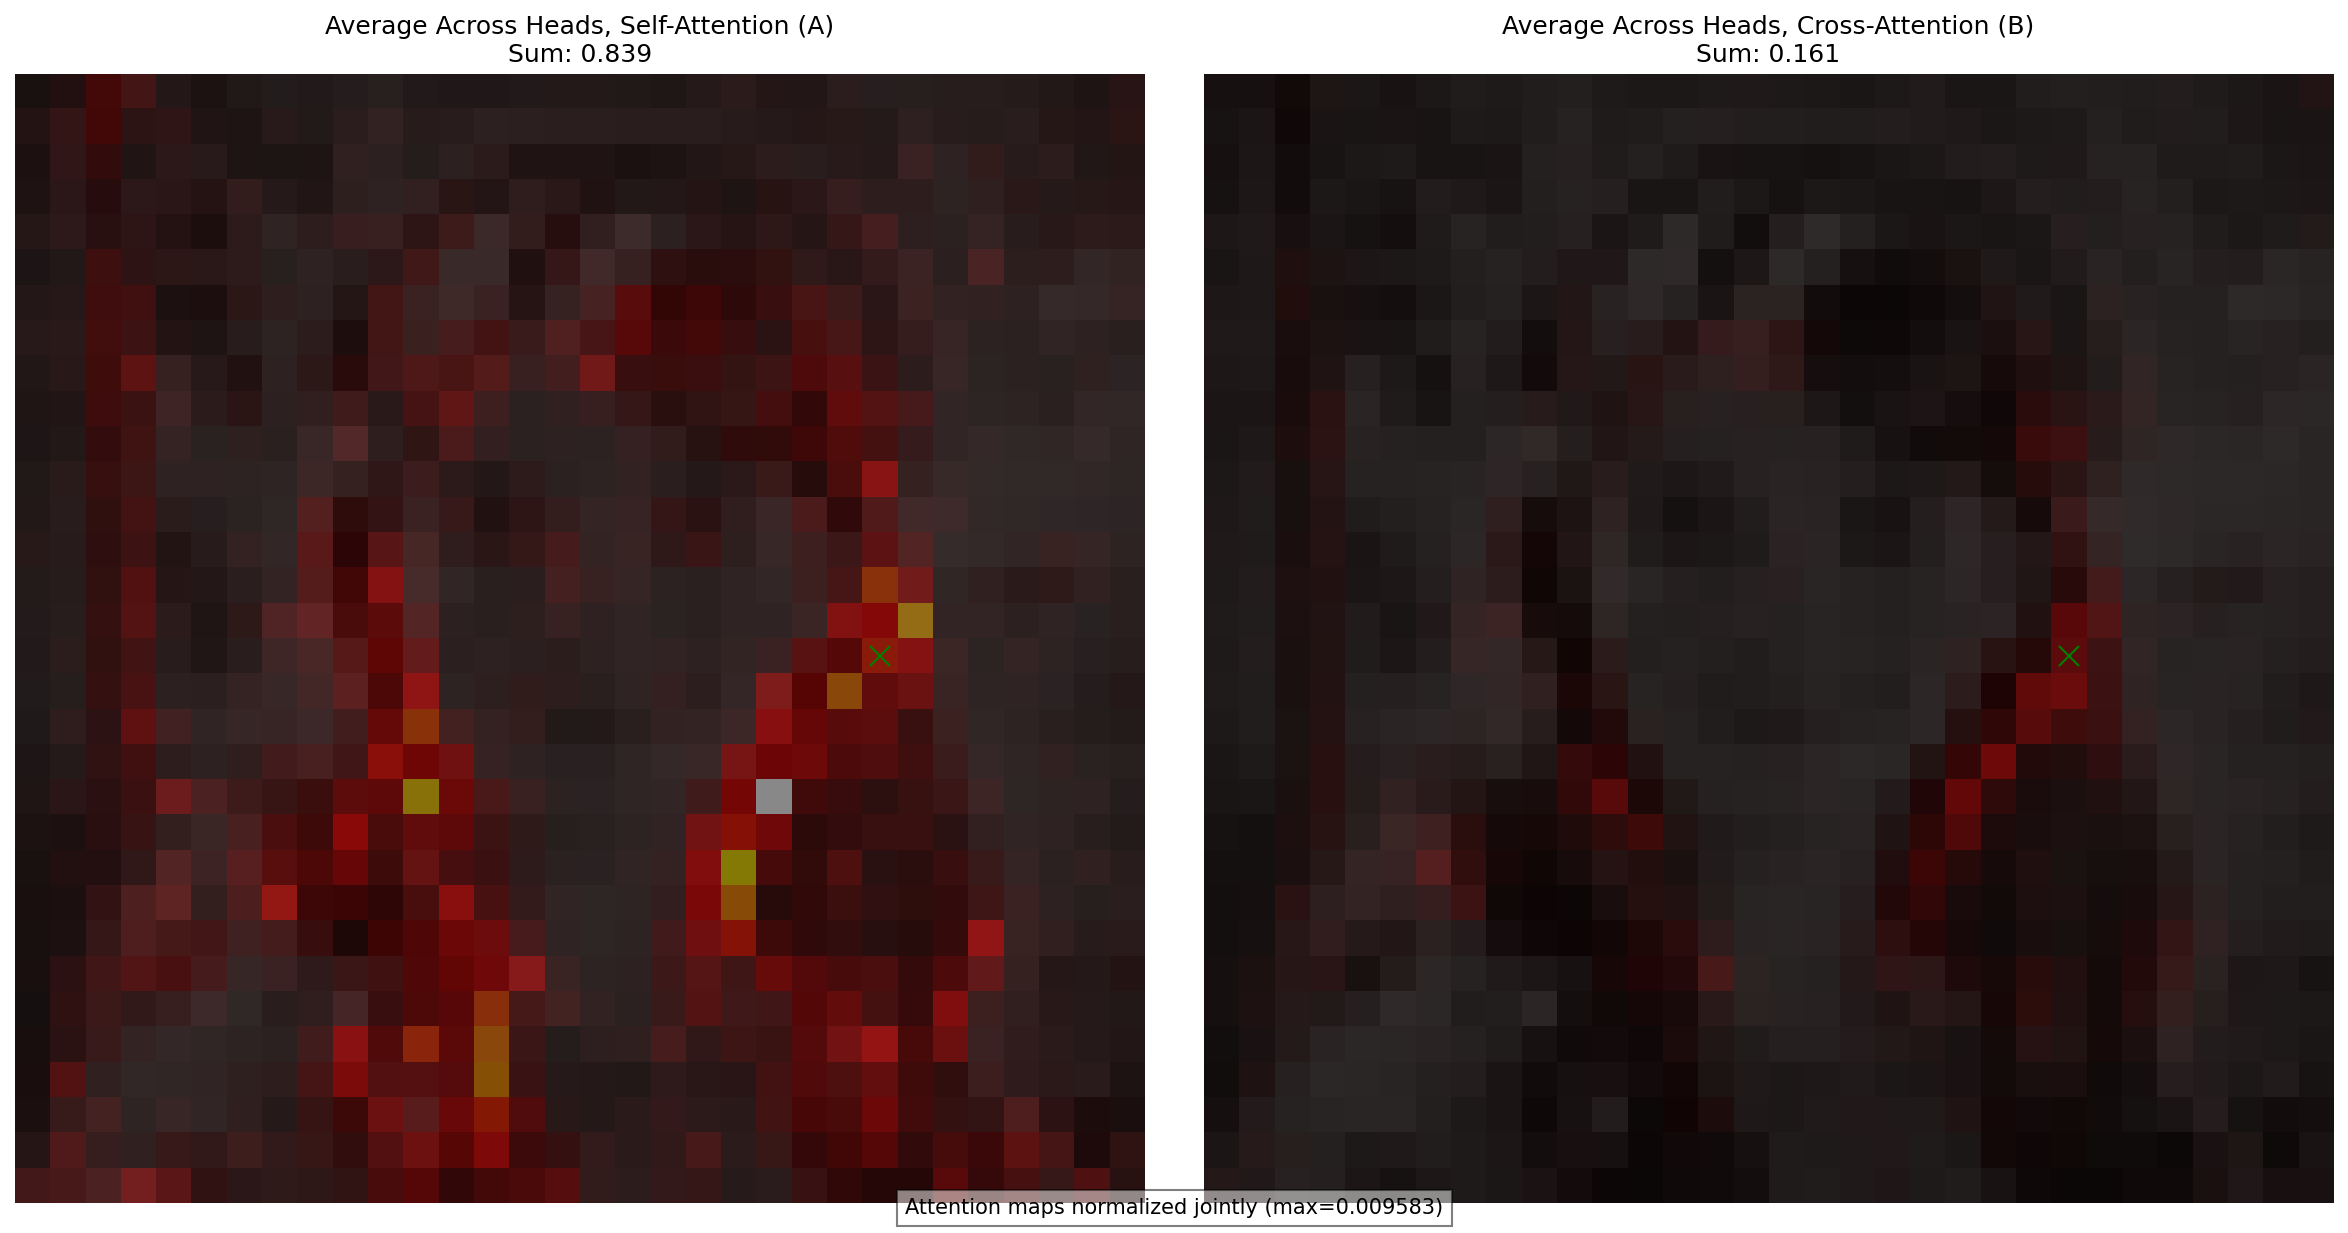 Average Across Heads, Self-Attention (A)
Sum: 0.839
Average Across Heads, Cross-Attention (B)
Sum: 0.161
Attention maps normalized jointly (max=0.009583)